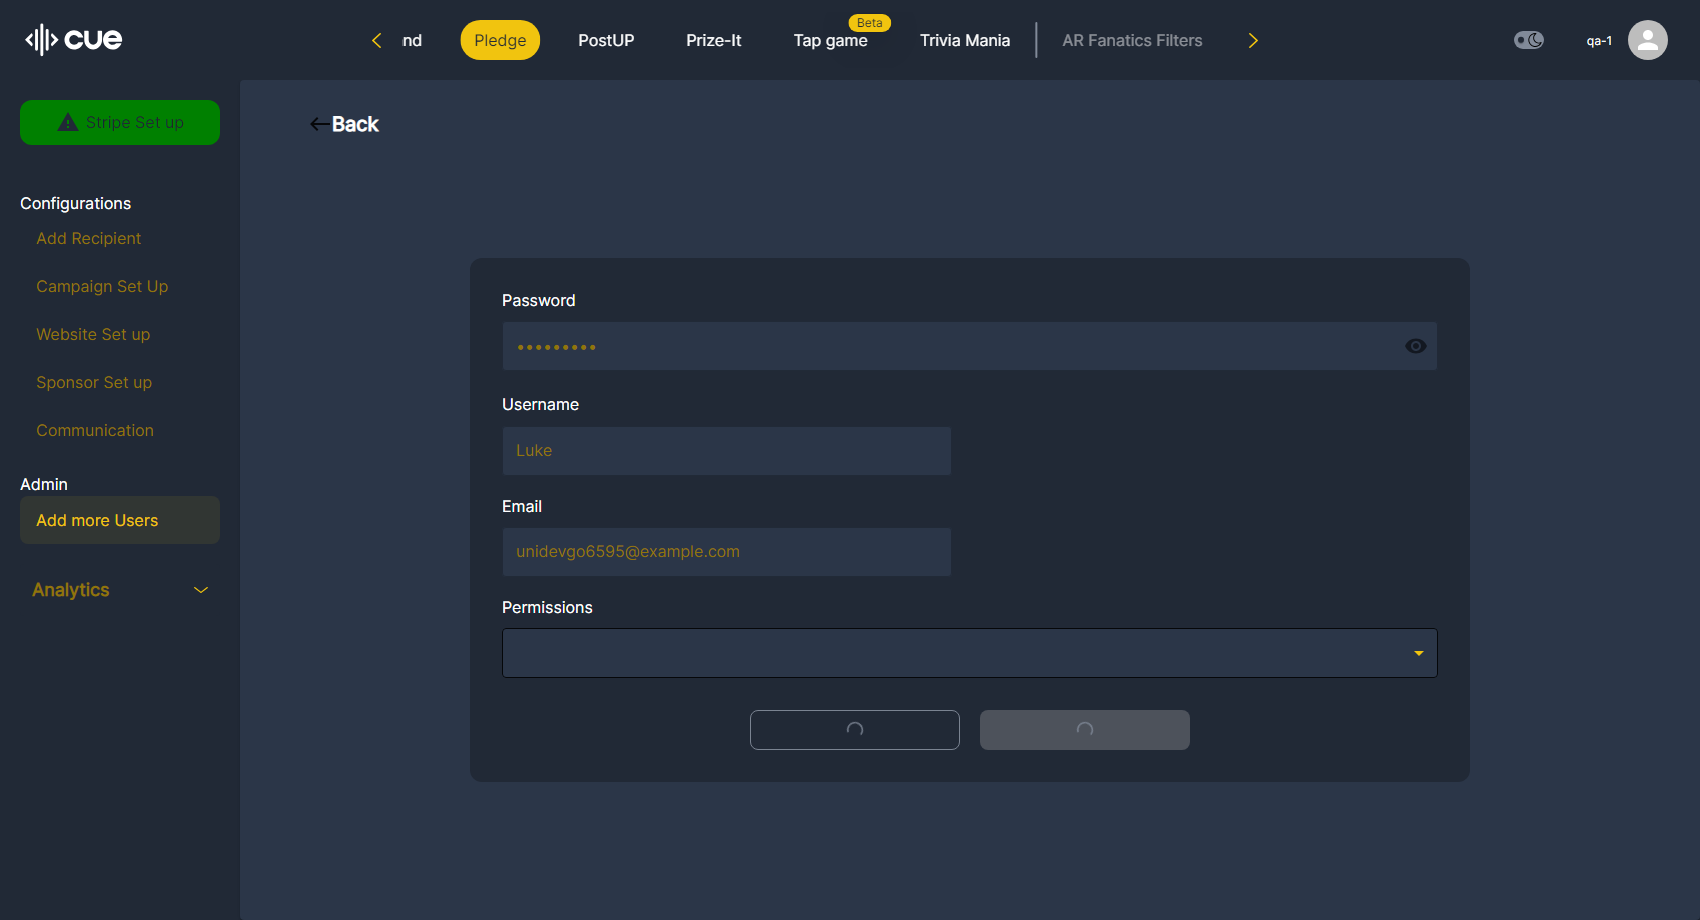 cue
nd
Pledge
PostUP
Prize-It
Beta
Tap game
Trivia Mania
AR Fanatics Filters
qa-1
Stripe Set up
Back
Configurations
Add Recipient
Campaign Set Up
Website Set up
Sponsor Set up
Communication
Admin
Add more Users
Analytics
Password
•••••••••
Username
Luke
Email
unidevgo6595@example.com
Permissions